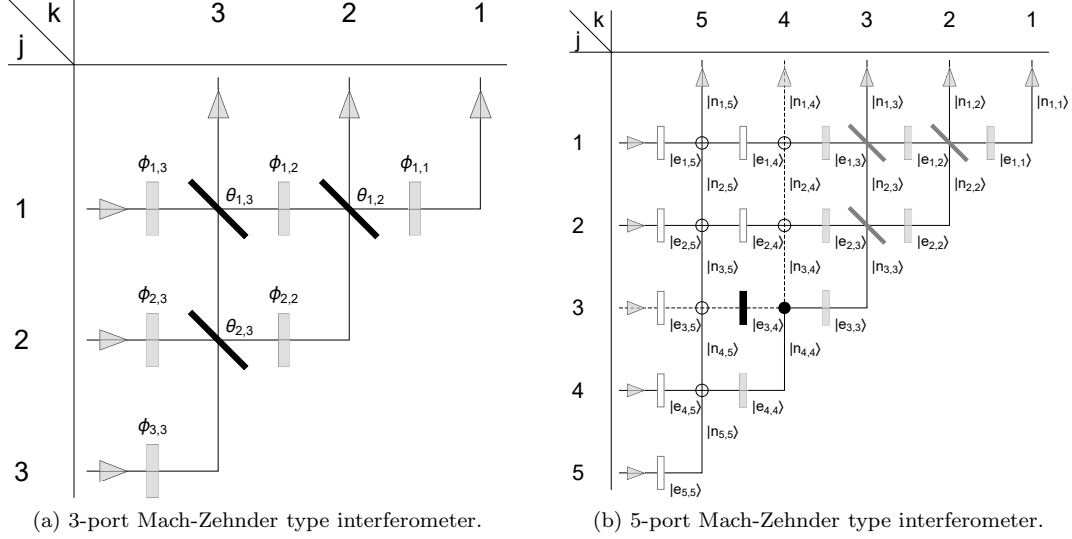 k 3 2 1
j
ϕ1,3 ϕ1,2 ϕ1,1
1 θ1,3 θ1,2
ϕ2,3 ϕ2,2
2 θ2,3
ϕ3,3
3
(a) 3-port Mach-Zehnder type interferometer.
k 5 4 3 2 1
j
|n1,5⟩ |n1,4⟩ |n1,3⟩ |n1,2⟩ |n1,1⟩
1
|e1,5⟩ |e1,4⟩ |e1,3⟩ |e1,2⟩ |e1,1⟩
|n2,5⟩ |n2,4⟩ |n2,3⟩ |n2,2⟩
2
|e2,5⟩ |e2,4⟩ |e2,3⟩ |e2,2⟩
|n3,5⟩ |n3,4⟩ |n3,3⟩
3
|e3,5⟩ |e3,4⟩ |e3,3⟩
|n4,5⟩ |n4,4⟩
4
|e4,5⟩ |e4,4⟩
|n5,5⟩
5
|e5,5⟩
(b) 5-port Mach-Zehnder type interferometer.